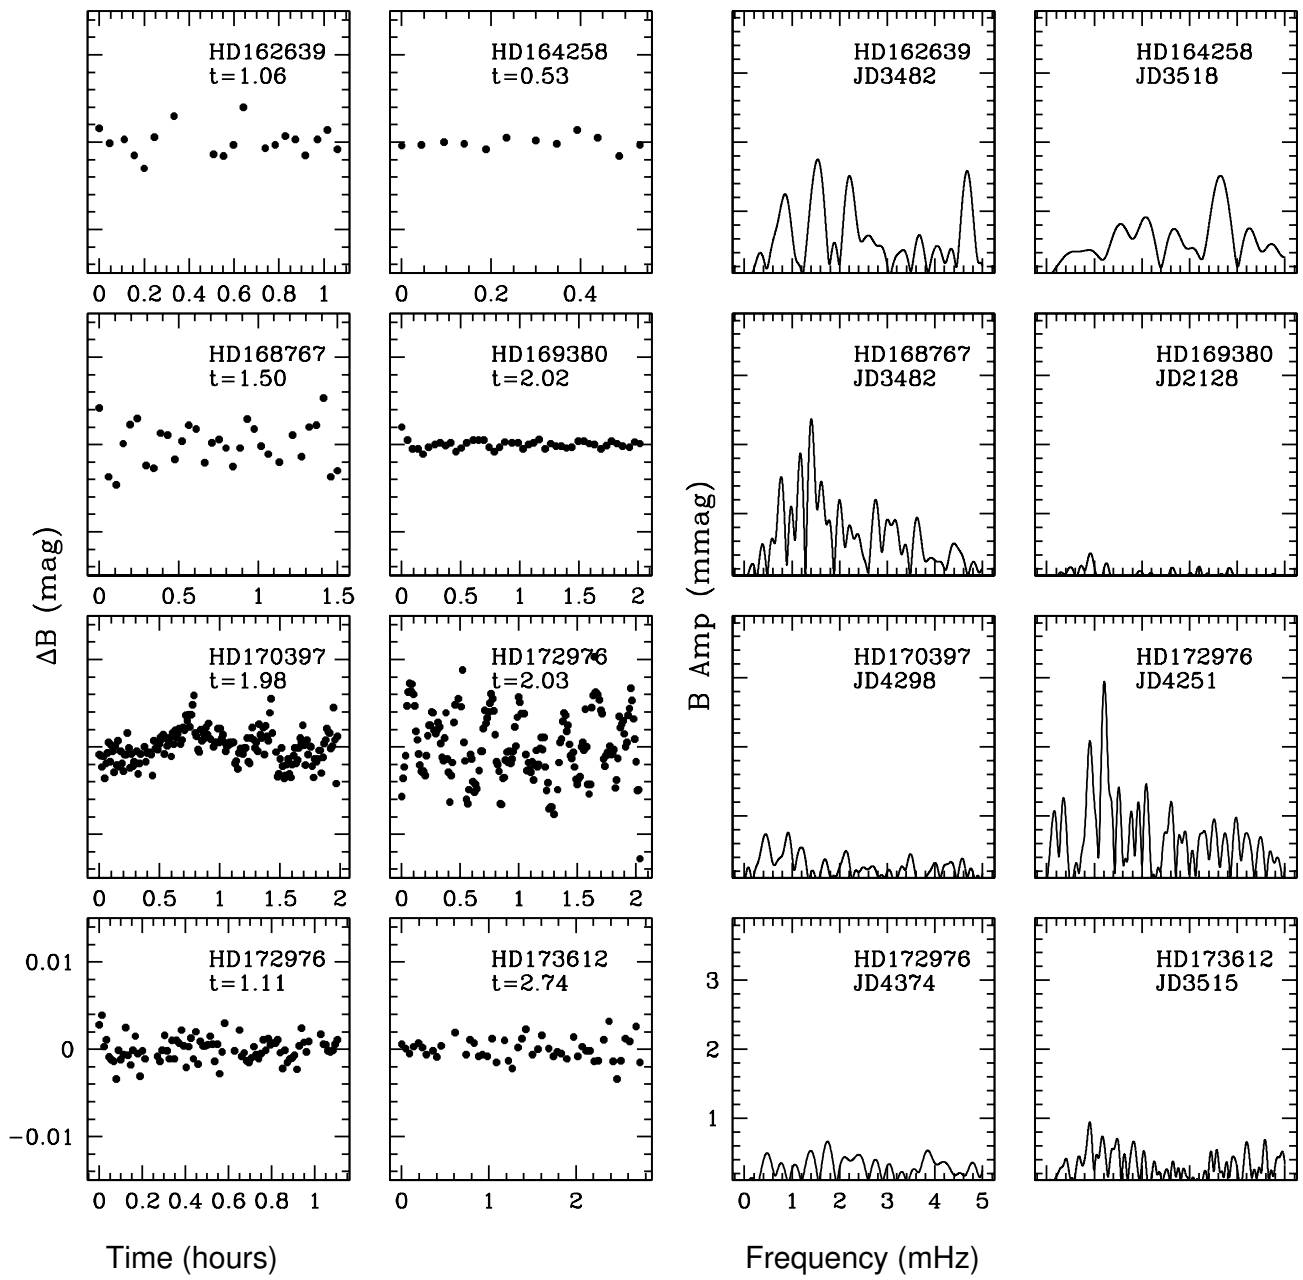 HD162639
t=1.06
0 0.2 0.4 0.6 0.8 1
HD164258
t=0.53
0 0.2 0.4
HD162639
JD3482
HD164258
JD3518
HD168767
t=1.50
0 0.5 1 1.5
HD169380
t=2.02
0 0.5 1 1.5 2
HD168767
JD3482
HD169380
JD2128
ΔB (mag)
B Amp (mmag)
HD170397
t=1.98
0 0.5 1 1.5 2
HD172976
t=2.03
0 0.5 1 1.5 2
HD170397
JD4298
HD172976
JD4251
HD172976
t=1.11
0.01
0
−0.01
0 0.2 0.4 0.6 0.8 1
HD173612
t=2.74
0 1 2
HD172976
JD4374
3
2
1
0 1 2 3 4 5
HD173612
JD3515
Time (hours)
Frequency (mHz)